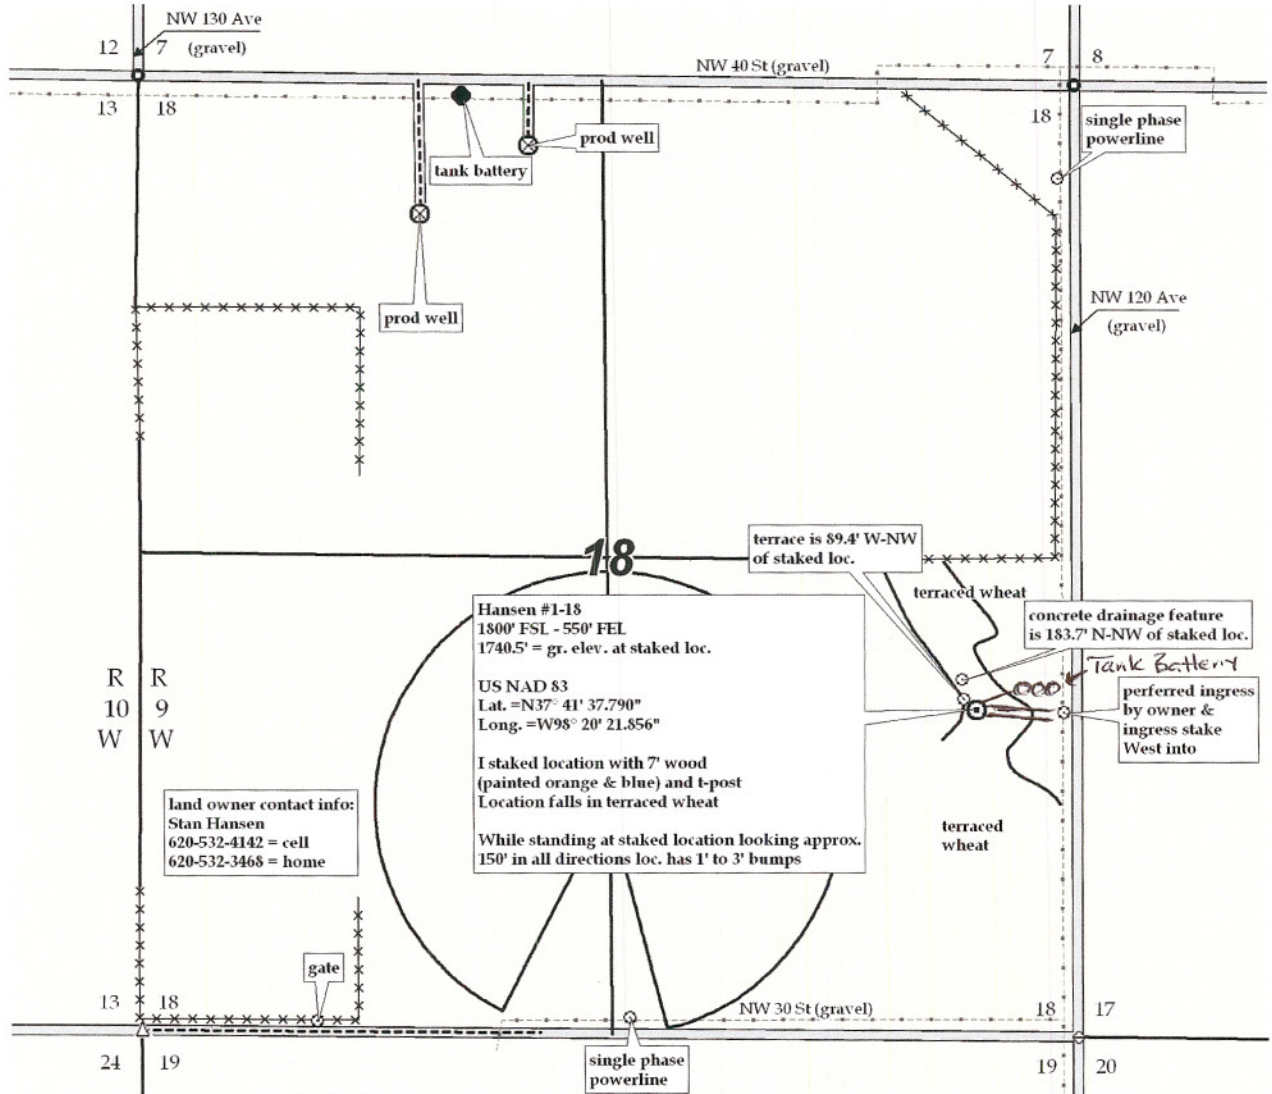 NW 130 Ave
(gravel)
12 7
NW 40 St (gravel)
7 8
13 18
18
single phase
powerline
prod well
tank battery
prod well
NW 120 Ave
(gravel)
18
terrace is 89.4' W-NW
of staked loc.
terraced wheat
concrete drainage feature
is 183.7' N-NW of staked loc.
Tank Battery
perferred ingress
by owner &
ingress stake
West into
Hansen #1-18
1800' FSL - 550' FEL
1740.5' = gr. elev. at staked loc.
US NAD 83
Lat. =N37° 41' 37.790"
Long. =W98° 20' 21.856"
I staked location with 7' wood
(painted orange & blue) and t-post
Location falls in terraced wheat
While standing at staked location looking approx.
150' in all directions loc. has 1' to 3' bumps
R R
10 9
W W
land owner contact info:
Stan Hansen
620-532-4142 = cell
620-532-3468 = home
terraced
wheat
gate
13 18
NW 30 St (gravel)
18 17
24 19
single phase
powerline
19 20